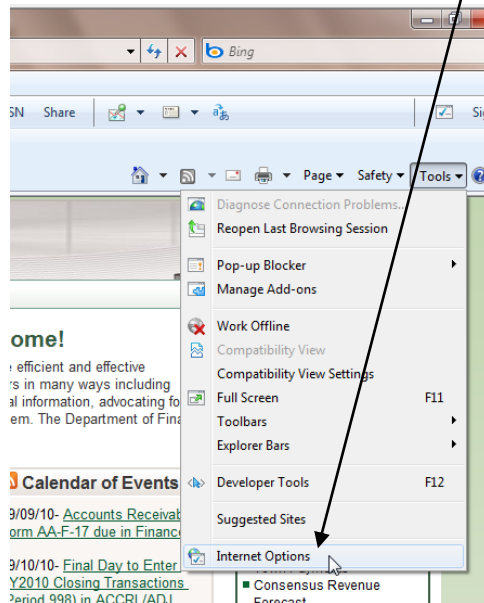 Bing
SN Share Si
Page Safety Tools
Diagnose Connection Problems...
Reopen Last Browsing Session
Pop-up Blocker
Manage Add-ons
Work Offline
Compatibility View
Compatibility View Settings
Full Screen F11
Toolbars
Explorer Bars
Developer Tools F12
Suggested Sites
Internet Options
ome!
efficient and effective
rs in many ways including
al information, advocating fo
em. The Department of Fina
Calendar of Events
9/09/10- Accounts Receivab
orm AA-F-17 due in Finance
9/10/10- Final Day to Enter
Y2010 Closing Transactions
Period 998) in ACCRL/ADJ
Consensus Revenue
Forecast